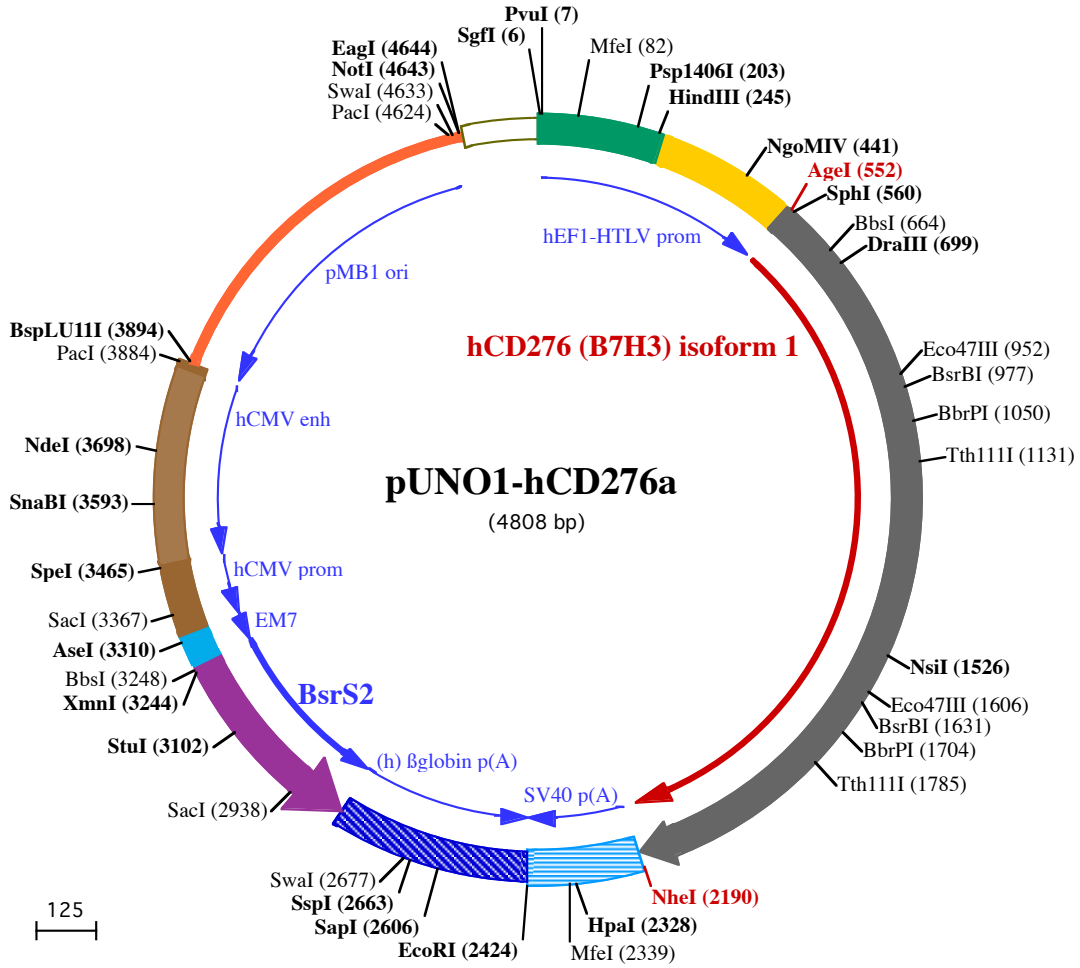 PvuI (7)
SgfI (6)
MfeI (82)
Psp1406I (203)
HindIII (245)
NgoMIV (441)
AgeI (552)
SphI (560)
BbsI (664)
DraIII (699)
Eco47III (952)
BsrBI (977)
BbrPI (1050)
Tth111I (1131)
NsiI (1526)
Eco47III (1606)
BsrBI (1631)
BbrPI (1704)
Tth111I (1785)
NheI (2190)
HpaI (2328)
MfeI (2339)
EcoRI (2424)
SapI (2606)
SspI (2663)
SwaI (2677)
SacI (2938)
StuI (3102)
XmnI (3244)
BbsI (3248)
AseI (3310)
SacI (3367)
SpeI (3465)
SnaBI (3593)
NdeI (3698)
PacI (3884)
BspLU11I (3894)
PacI (4624)
SwaI (4633)
NotI (4643)
EagI (4644)
hEF1-HTLV prom
pMB1 ori
hCD276 (B7H3) isoform 1
hCMV enh
pUNO1-hCD276a
(4808 bp)
hCMV prom
EM7
BsrS2
(h) ßglobin p(A)
SV40 p(A)
125